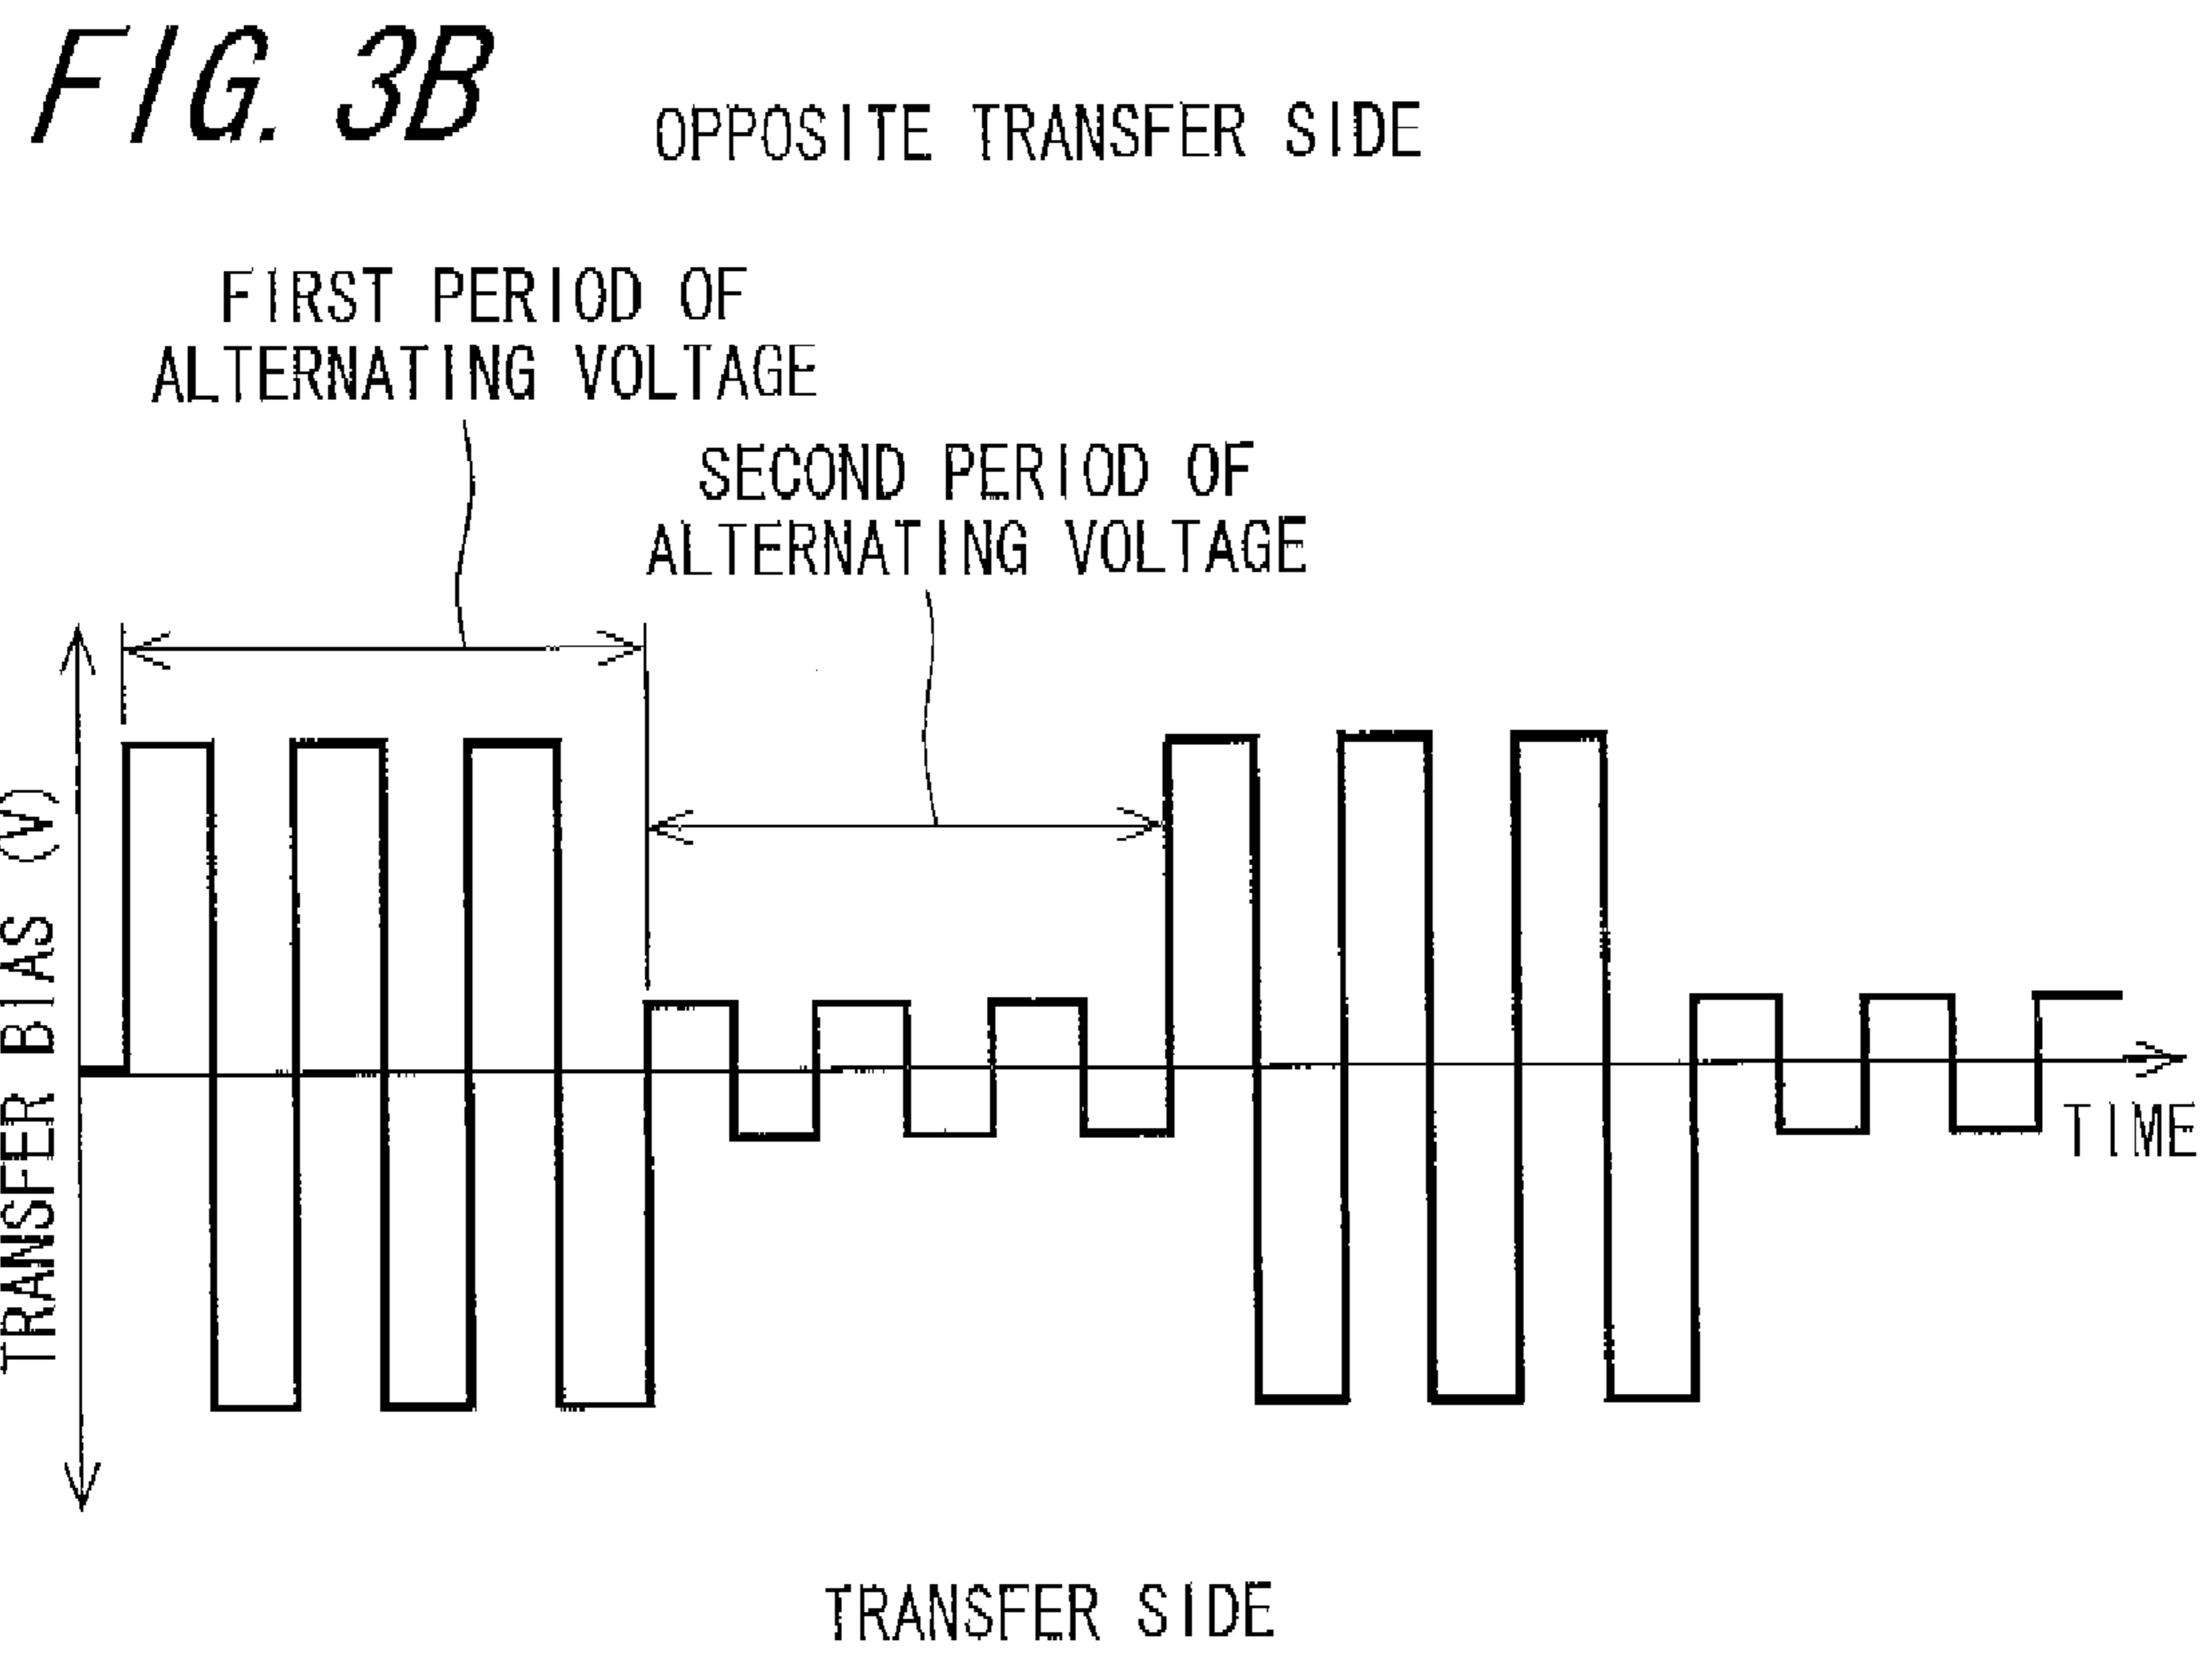 FIG. 3B
OPPOSITE TRANSFER SIDE
FIRST PERIOD OF
ALTERNATING VOLTAGE
SECOND PERIOD OF
ALTERNATING VOLTAGE
TRANSFER BIAS (V)
TIME
TRANSFER SIDE